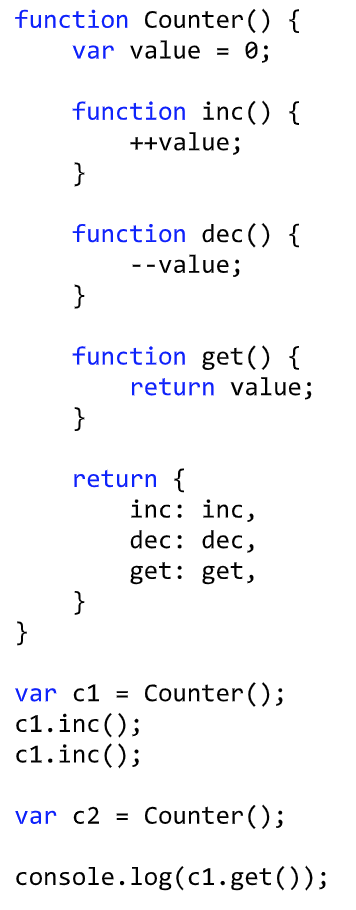 function Counter() {
    var value = 0;

    function inc() {
        ++value;
    }

    function dec() {
        --value;
    }

    function get() {
        return value;
    }

    return {
        inc: inc,
        dec: dec,
        get: get,
    }
}

var c1 = Counter();
c1.inc();
c1.inc();

var c2 = Counter();

console.log(c1.get());